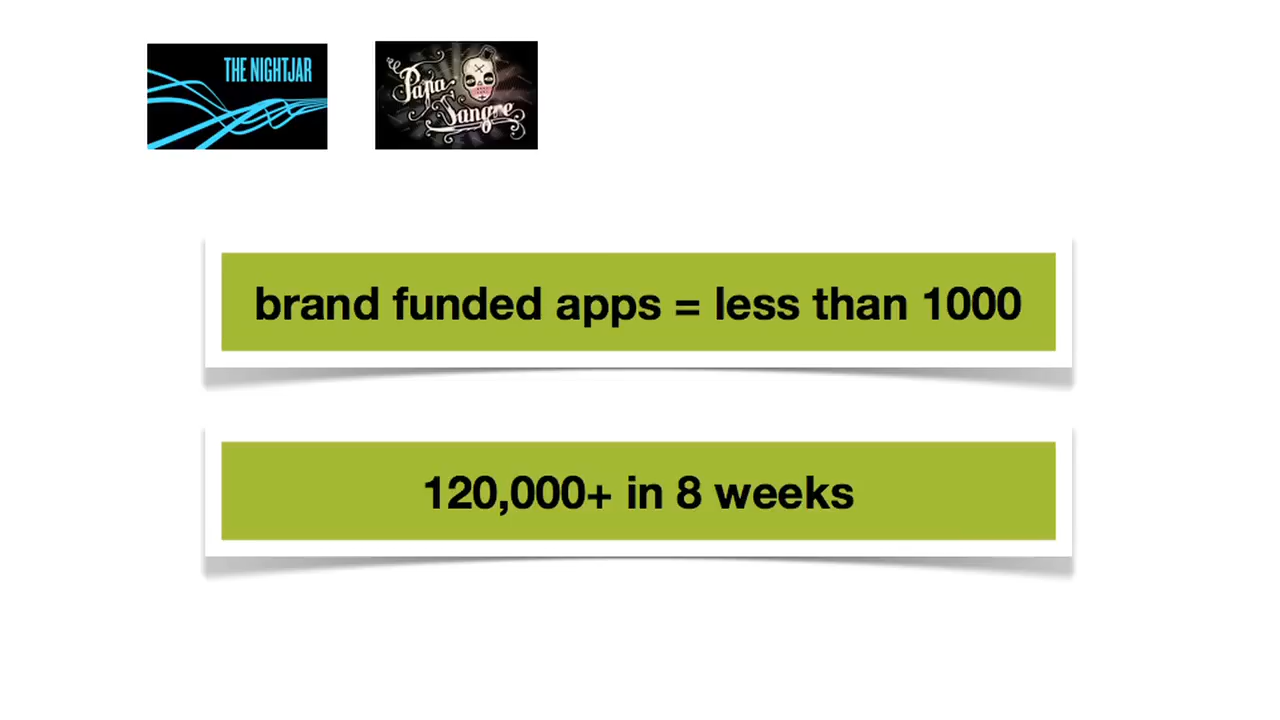 THE NIGHTJAR
Papa
Sangre
brand funded apps = less than 1000
120,000+ in 8 weeks